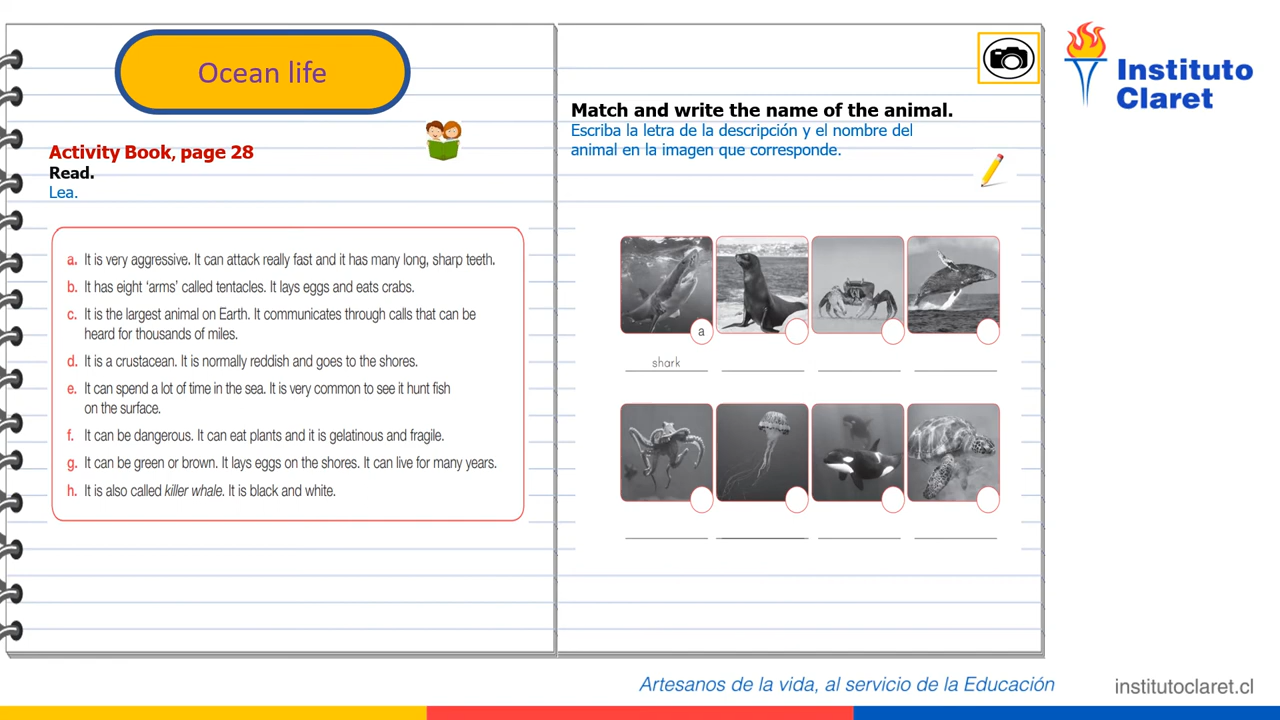 Ocean life
Activity Book, page 28
Read.
Lea.
a. It is very aggressive. It can attack really fast and it has many long, sharp teeth.
b. It has eight ‘arms’ called tentacles. It lays eggs and eats crabs.
c. It is the largest animal on Earth. It communicates through calls that can be
heard for thousands of miles.
d. It is a crustacean. It is normally reddish and goes to the shores.
e. It can spend a lot of time in the sea. It is very common to see it hunt fish
on the surface.
f. It can be dangerous. It can eat plants and it is gelatinous and fragile.
g. It can be green or brown. It lays eggs on the shores. It can live for many years.
h. It is also called killer whale. It is black and white.
Match and write the name of the animal.
Escriba la letra de la descripción y el nombre del
animal en la imagen que corresponde.
a
shark
Instituto
Claret
Artesanos de la vida, al servicio de la Educación
institutoclaret.cl